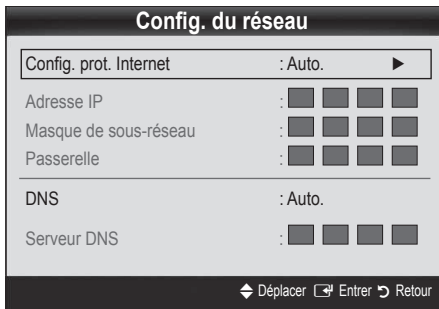 Config. du réseau
Config. prot. Internet : Auto. ▶
Adresse IP :
Masque de sous-réseau :
Passerelle :
DNS : Auto.
Serveur DNS :
Déplacer Entrer Retour